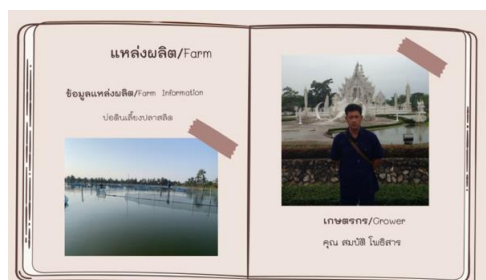 แหล่งผลิต/Farm
ข้อมูลแหล่งผลิต/Farm Information
บ่อดินเลี้ยงปลาสลิด
เกษตรกร/Grower
คุณ สมบัติ โพธิสาร